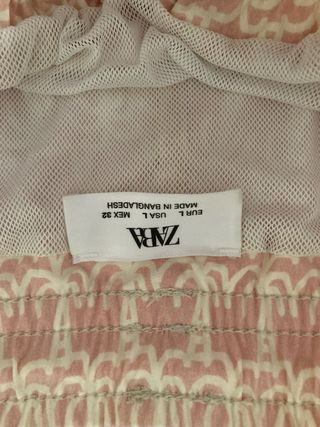 ZARA
EUR L USA L MEX 32
MADE IN BANGLADESH